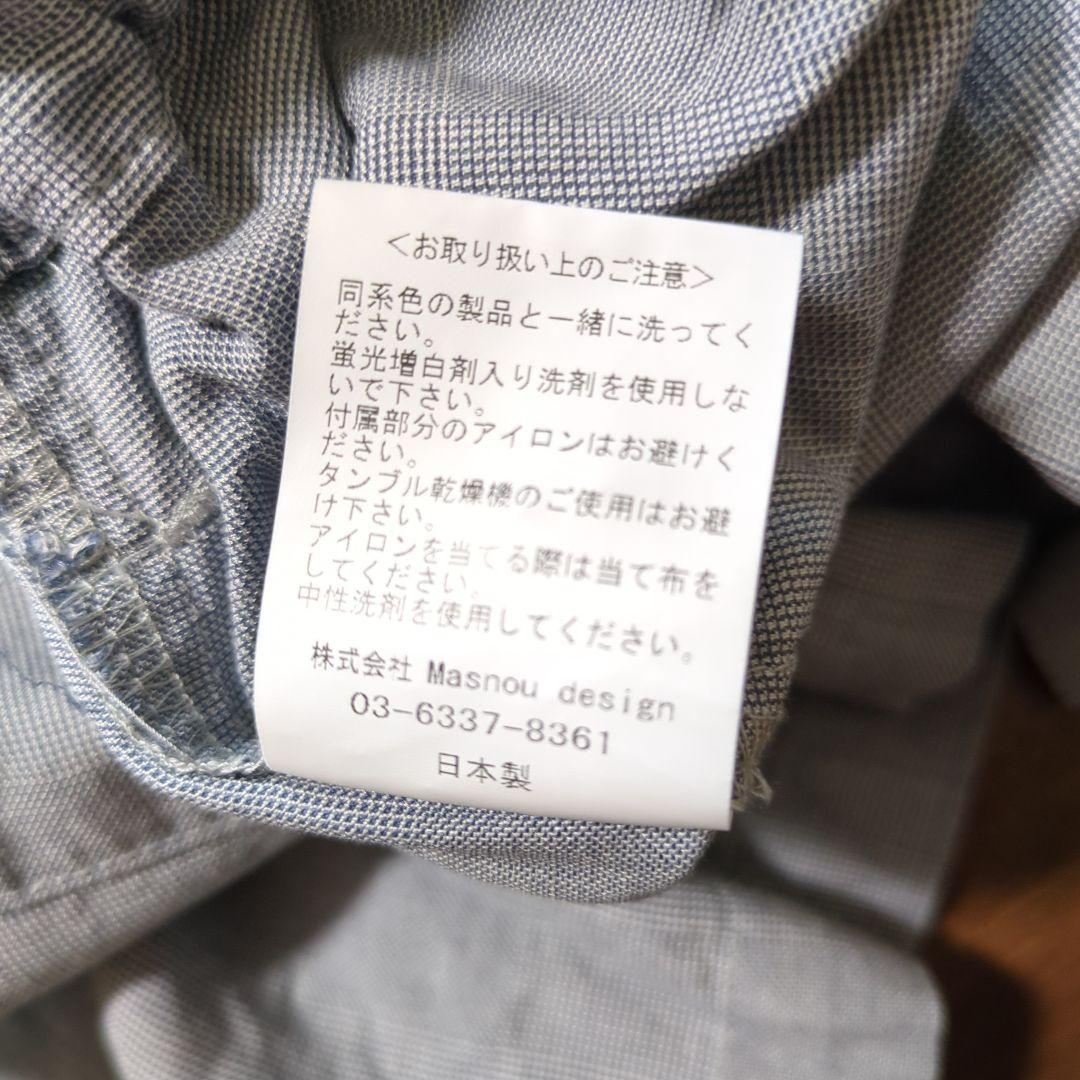 ＜お取り扱い上のご注意＞
同系色の製品と一緒に洗ってく
ださい。
蛍光増白剤入り洗剤を使用しな
いで下さい。
付属部分のアイロンはお避けく
ださい。
タンブル乾燥機のご使用はお避
け下さい。
アイロンを当てる際は当て布を
してください。
中性洗剤を使用してください。
株式会社 Masnou design
03-6337-8361
日本製